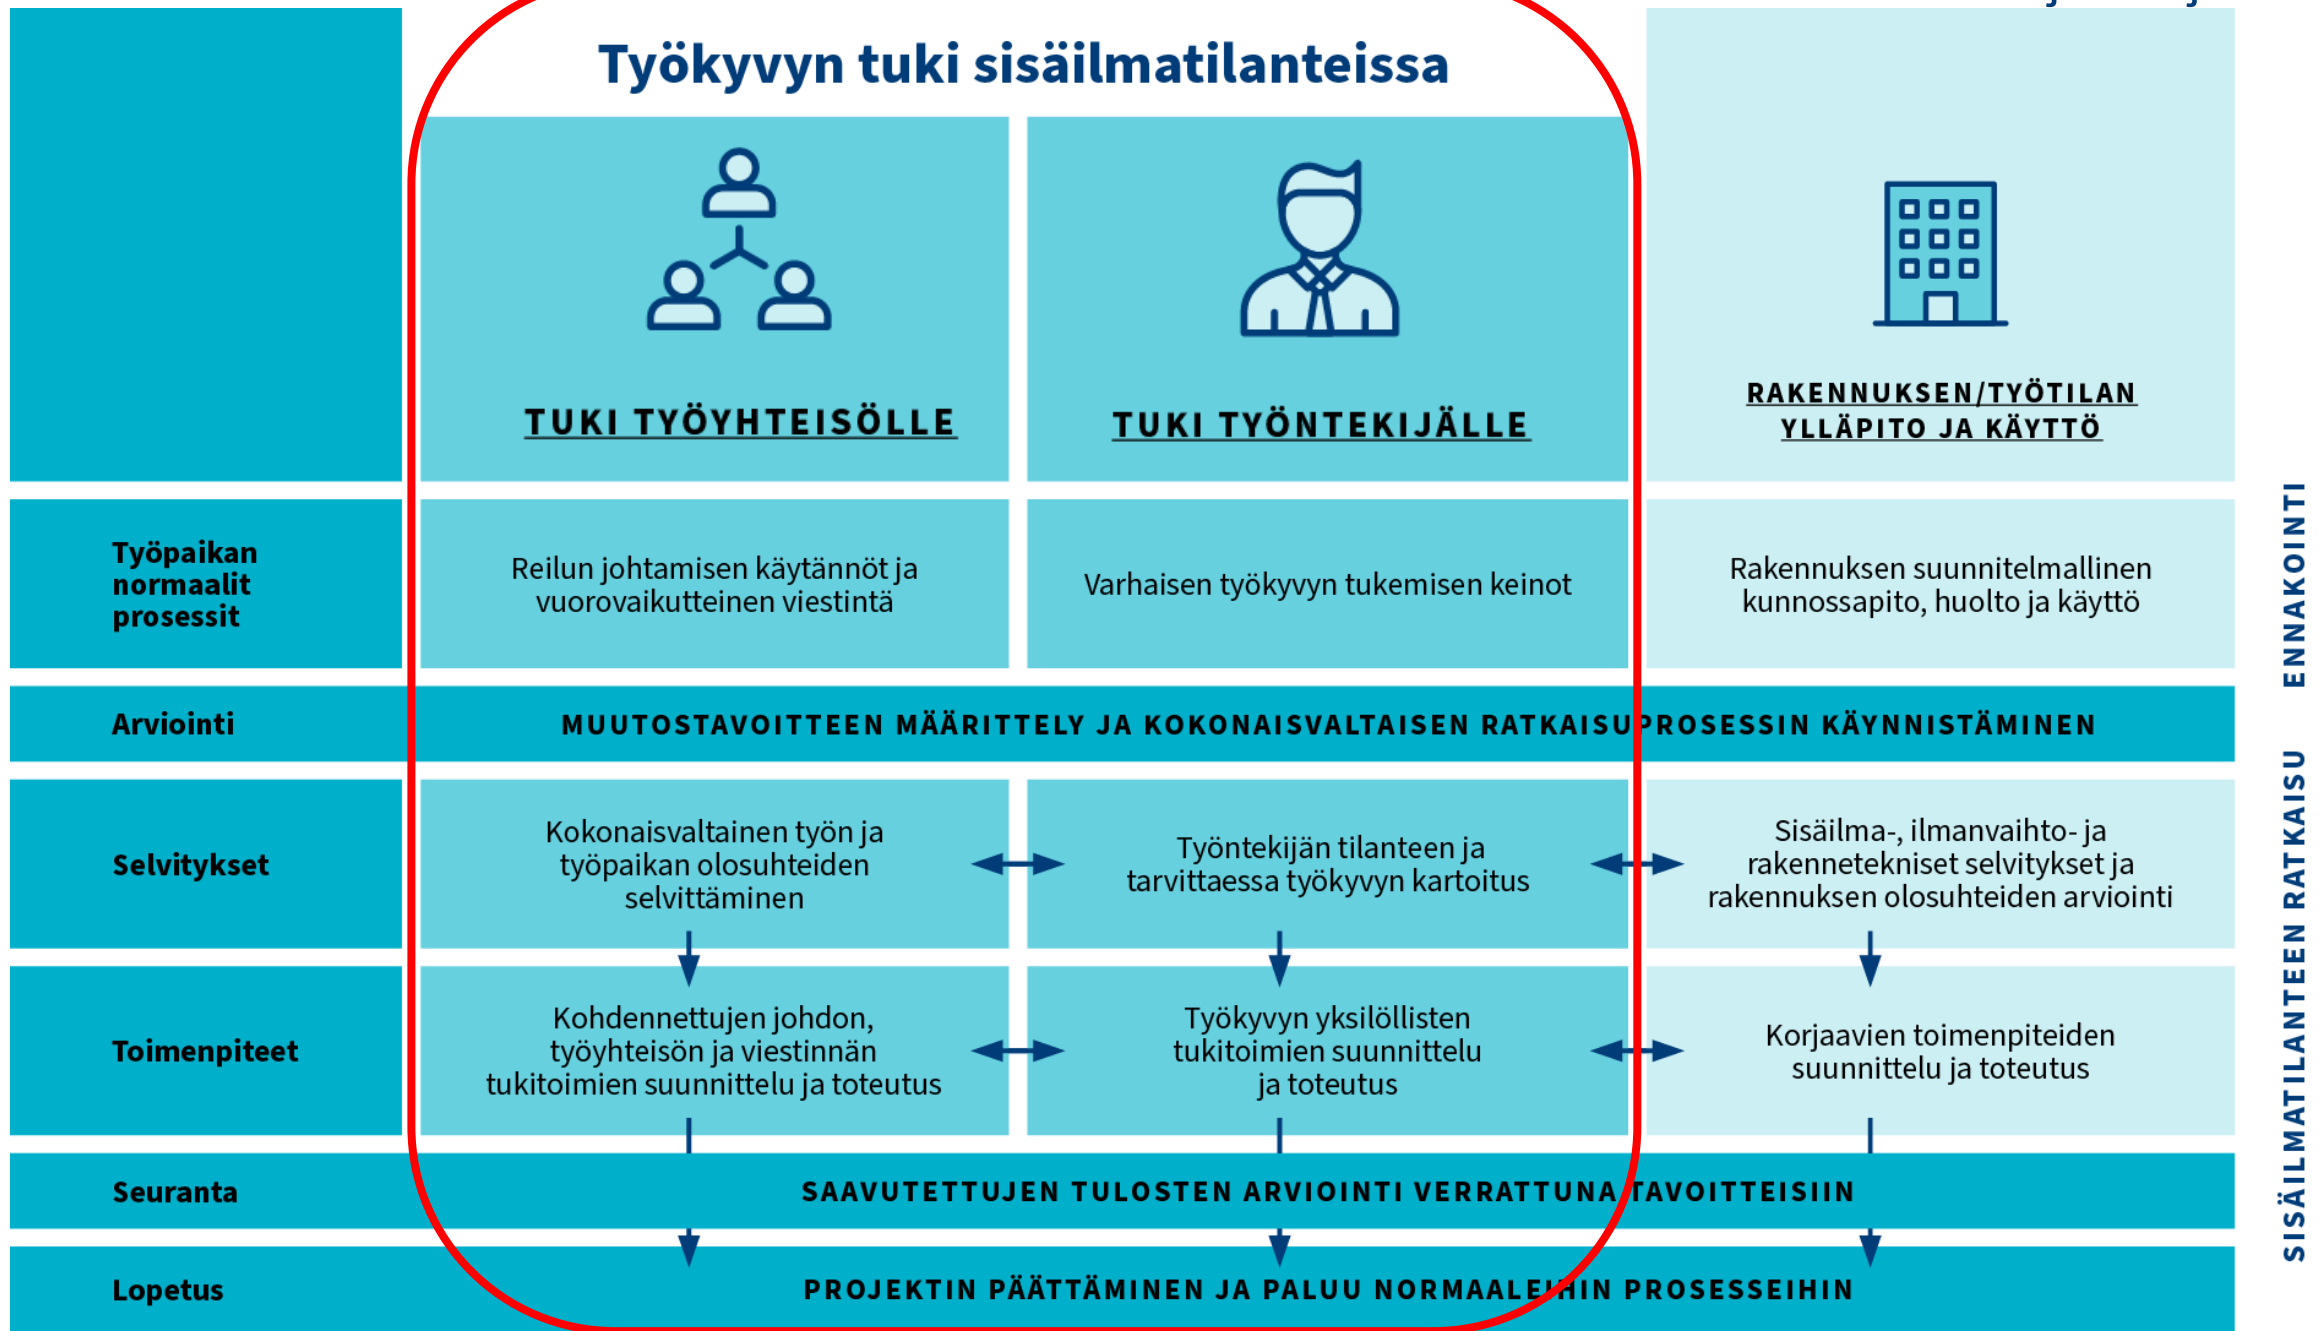 Työkyvyn tuki sisäilmatilanteissa
TUKI TYÖYHTEISÖLLE
TUKI TYÖNTEKIJÄLLE
RAKENNUKSEN/TYÖTILAN
YLLÄPITO JA KÄYTTÖ
Työpaikan
normaalit
prosessit
Reilun johtamisen käytännöt ja
vuorovaikutteinen viestintä
Varhaisen työkyvyn tukemisen keinot
Rakennuksen suunnitelmallinen
kunnossapito, huolto ja käyttö
ENNAKOINTI
Arviointi
MUUTOSTAVOITTEEN MÄÄRITTELY JA KOKONAISVALTAISEN RATKAISUPROSESSIN KÄYNNISTÄMINEN
Selvitykset
Kokonaisvaltainen työn ja
työpaikan olosuhteiden
selvittäminen
Työntekijän tilanteen ja
tarvittaessa työkyvyn kartoitus
Sisäilma-, ilmanvaihto- ja
rakennetekniset selvitykset ja
rakennuksen olosuhteiden arviointi
Toimenpiteet
Kohdennettujen johdon,
työyhteisön ja viestinnän
tukitoimien suunnittelu ja toteutus
Työkyvyn yksilöllisten
tukitoimien suunnittelu
ja toteutus
Korjaavien toimenpiteiden
suunnittelu ja toteutus
Seuranta
SAAVUTETTUJEN TULOSTEN ARVIOINTI VERRATTUNA TAVOITTEISIIN
Lopetus
PROJEKTIN PÄÄTTÄMINEN JA PALUU NORMAALEIHIN PROSESSEIHIN
SISÄILMATILANTEEN RATKAISU